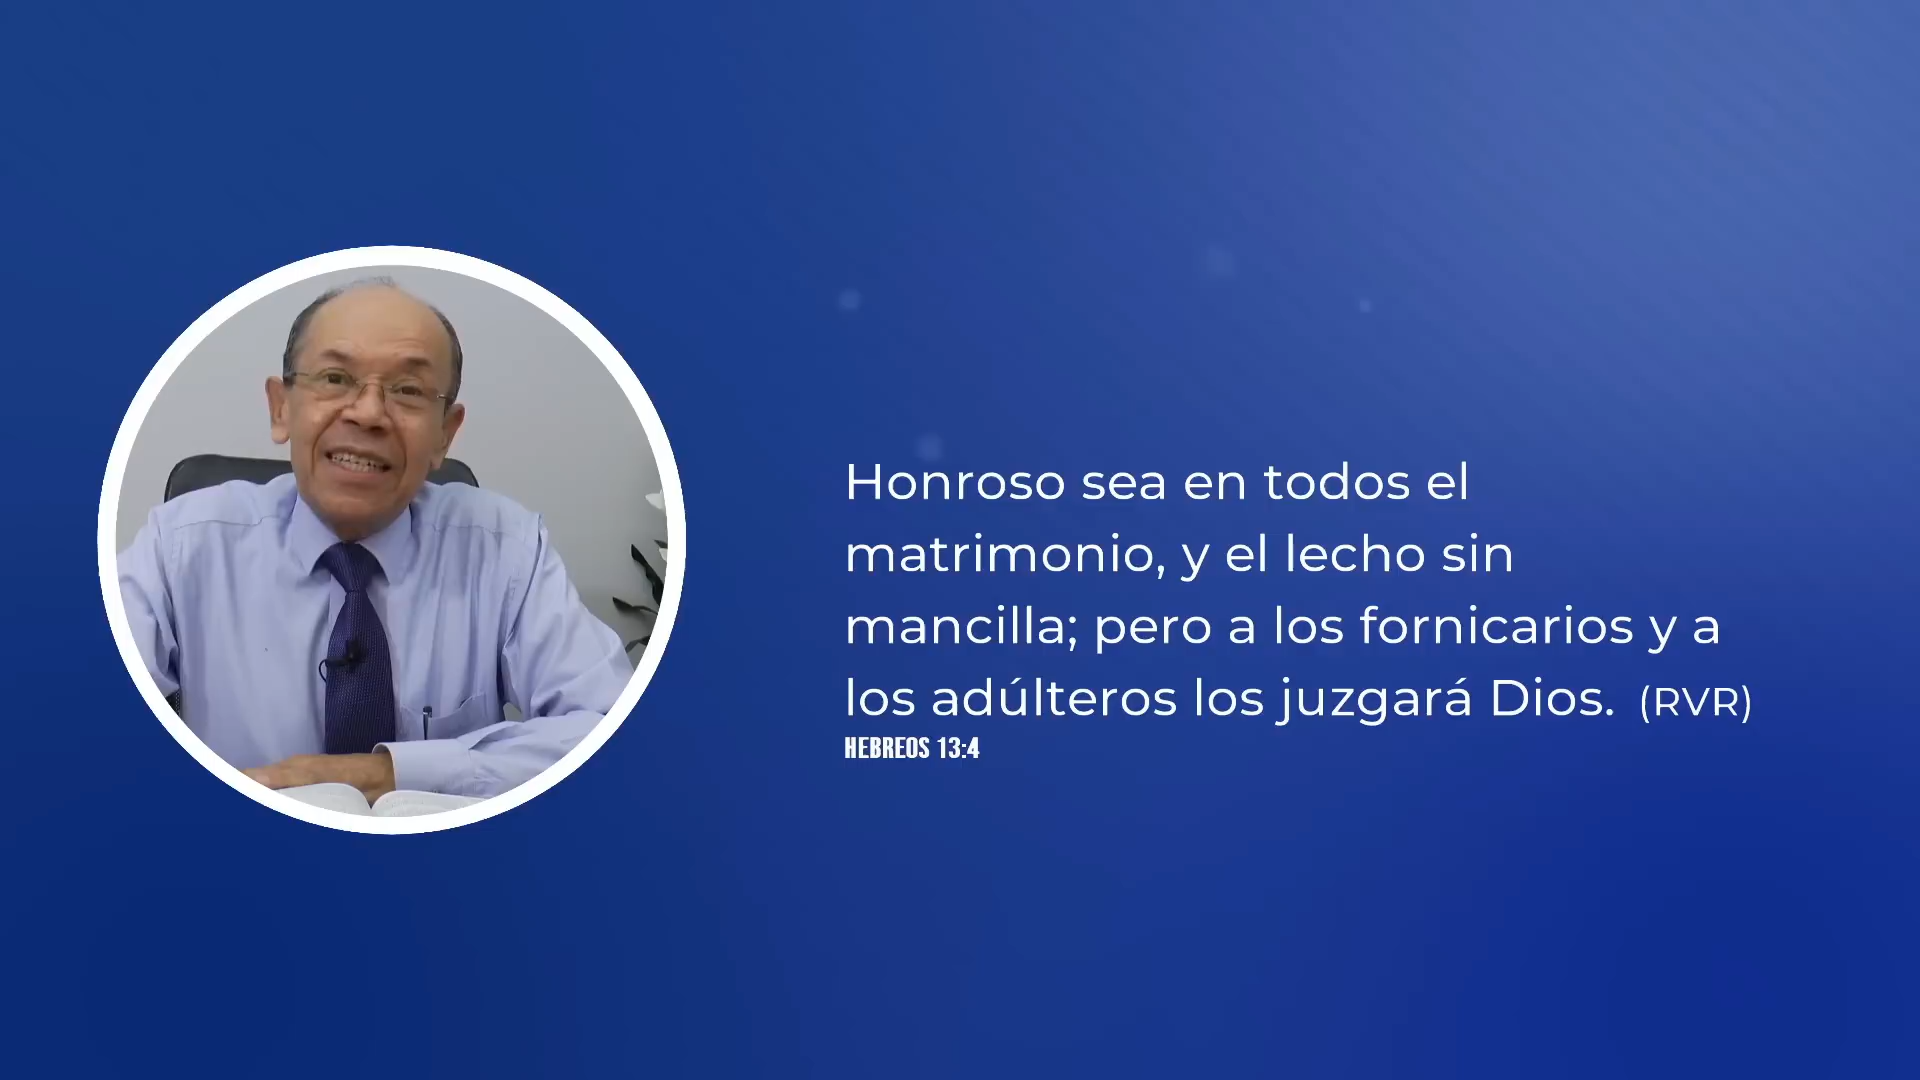 Honroso sea en todos el
matrimonio, y el lecho sin
mancilla; pero a los fornicarios y a
los adúlteros los juzgará Dios. (RVR)
HEBREOS 13:4